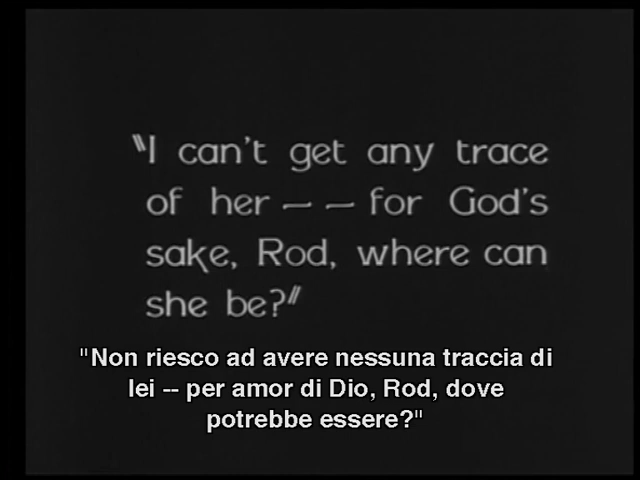 "I can't get any trace
of her — — for God's
sake, Rod, where can
she be?"
"Non riesco ad avere nessuna traccia di
lei -- per amor di Dio, Rod, dove
potrebbe essere?"